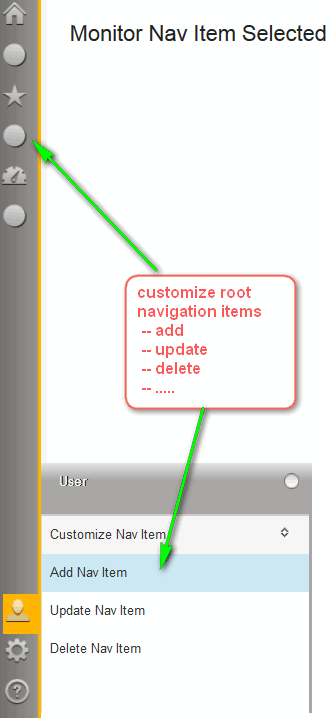 Monitor Nav Item Selected
customize root
navigation items
-- add
-- update
-- delete
-- .....
User
Customize Nav Item
Add Nav Item
Update Nav Item
Delete Nav Item
?